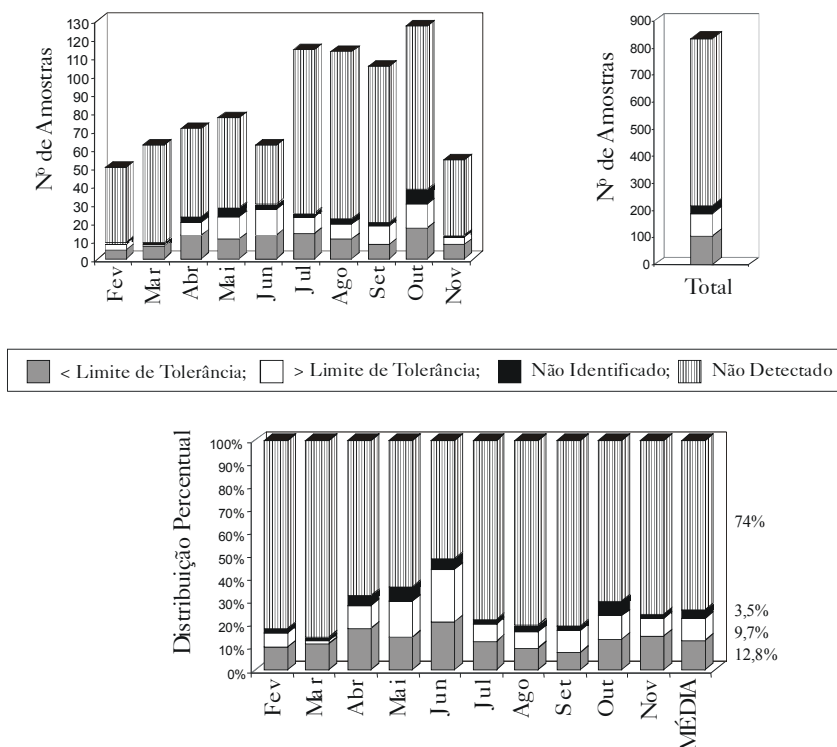 Nº de Amostras
130
120
110
100
90
80
70
60
50
40
30
20
10
0
Fev
Mar
Abr
Mai
Jun
Jul
Ago
Set
Out
Nov
Nº de Amostras
900
800
700
600
500
400
300
200
100
0
Total
< Limite de Tolerância; > Limite de Tolerância; Não Identificado; Não Detectado
Distribuição Percentual
100%
90%
80%
70%
60%
50%
40%
30%
20%
10%
0%
74%
3,5%
9,7%
12,8%
Fev
Mar
Abr
Mai
Jun
Jul
Ago
Set
Out
Nov
MÉDIA